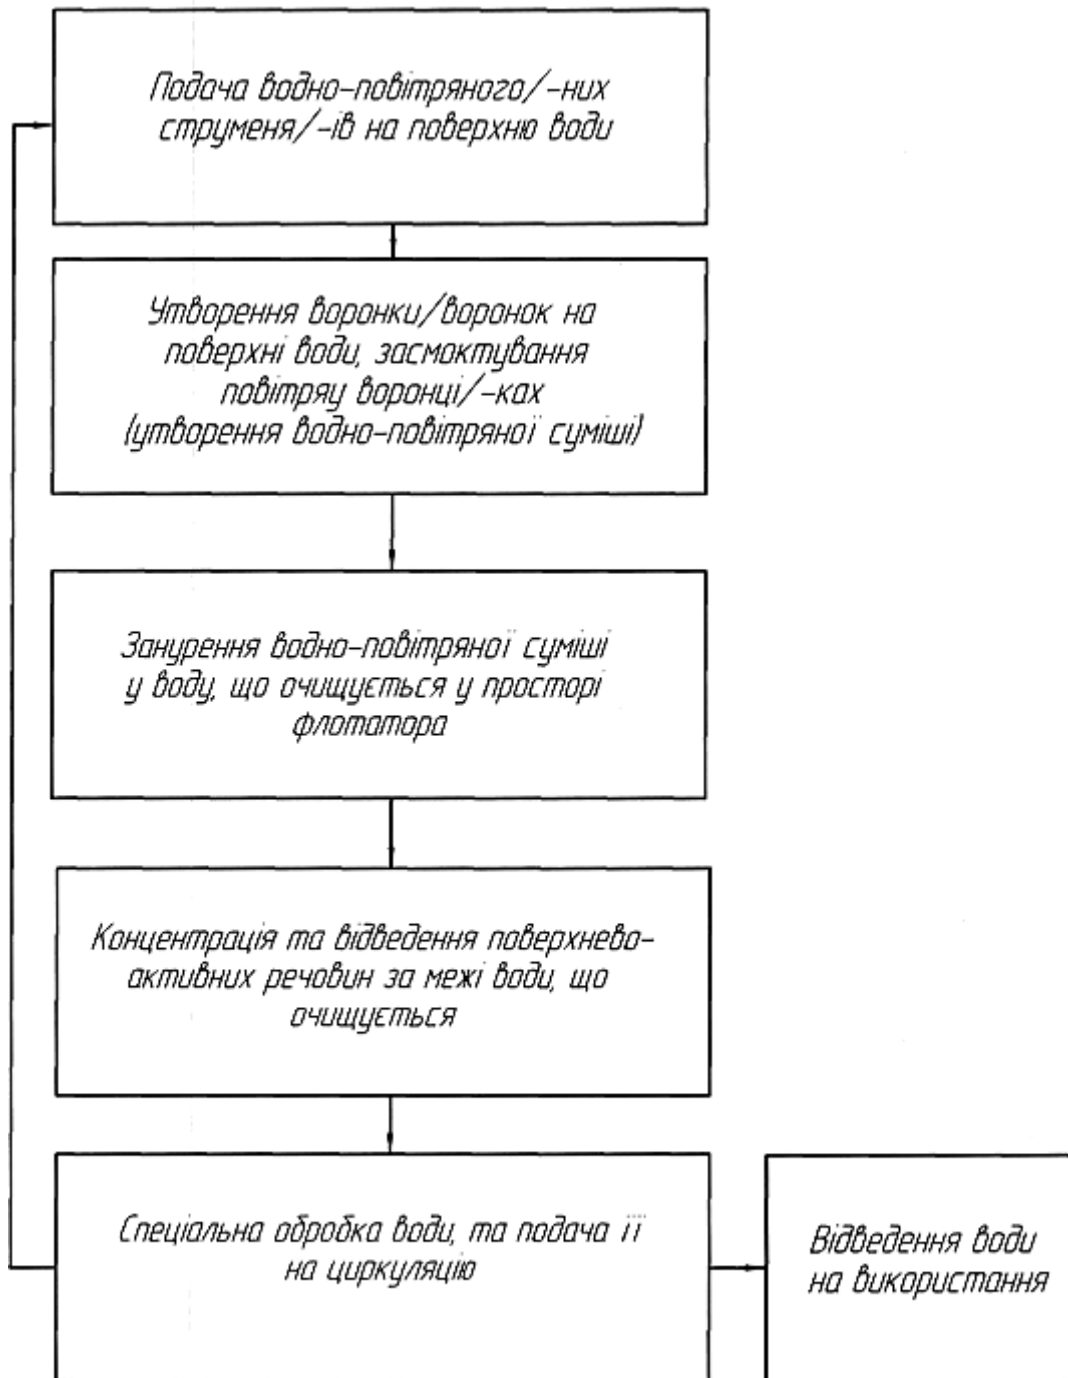 Подача водно-повітряного/-них
струменя/-ів на поверхню води
Утворення воронки/воронок на
поверхні води, засмоктування
повітряу воронці/-ках
(утворення водно-повітряної суміші)
Занурення водно-повітряної суміші
у воду, що очищується у просторі
флотатора
Концентрація та відведення поверхнево-
активних речовин за межі води, що
очищується
Спеціальна обробка води, та подача її
на циркуляцію
Відведення води
на використання